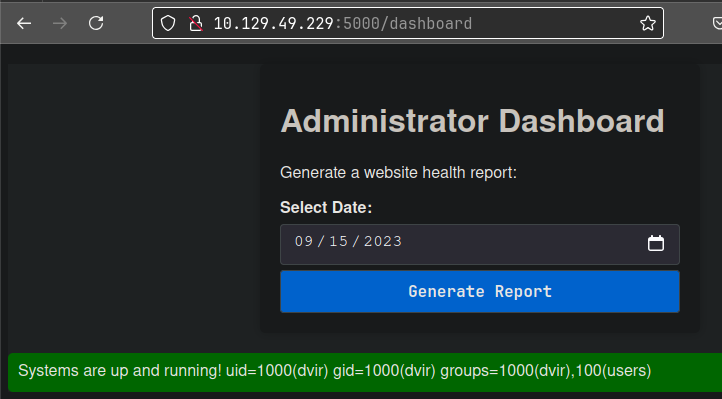 10.129.49.229:5000/dashboard
Administrator Dashboard
Generate a website health report:
Select Date:
09/15/2023
Generate Report
Systems are up and running! uid=1000(dvir) gid=1000(dvir) groups=1000(dvir),100(users)